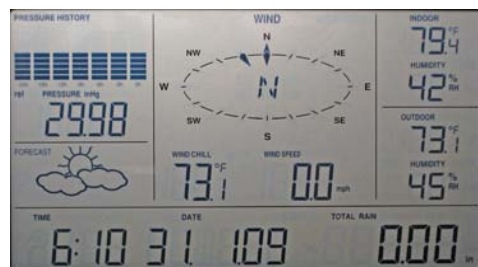 PRESSURE HISTORY
rel PRESSURE inHg
29.98
FORECAST
WIND
N
NW NE
W N E
SW SE
S
WIND CHILL WIND SPEED
73.1 °F 0.0 mph
INDOOR
79.4 °F
HUMIDITY
42 % RH
OUTDOOR
73.1 °F
HUMIDITY
45 % RH
TIME DATE TOTAL RAIN
6:10 31. 1.09 0.00 in